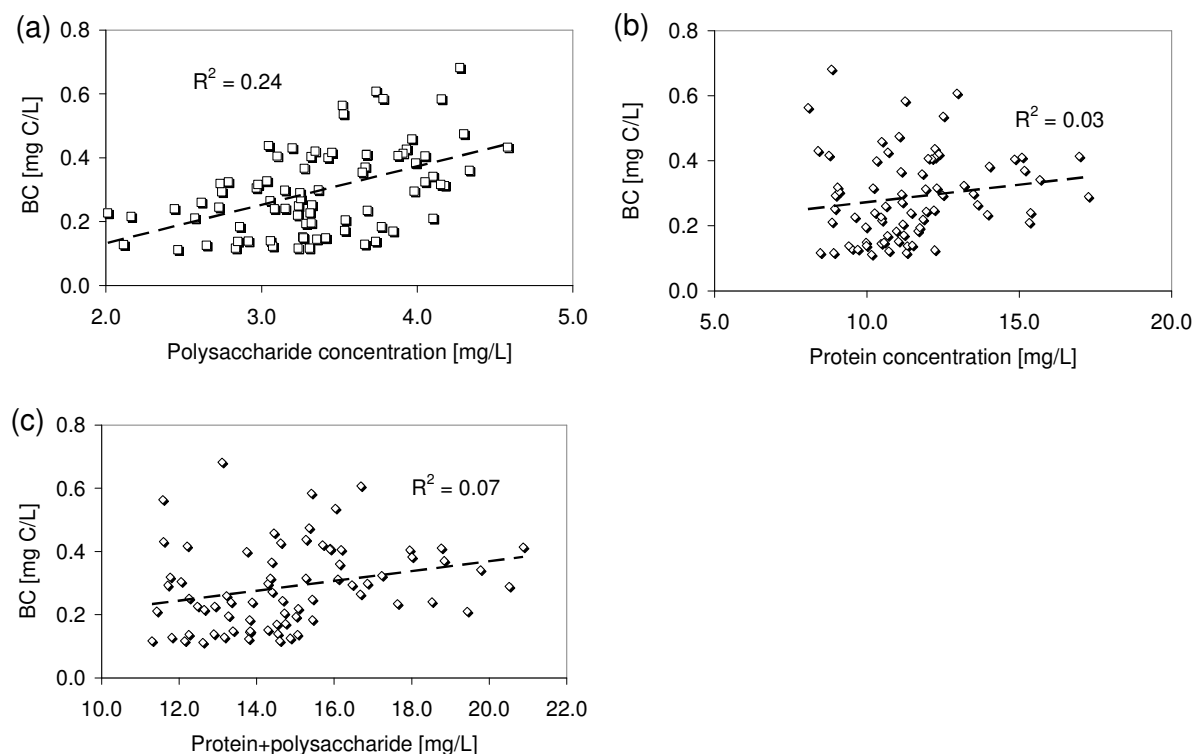 (a)
0.8
0.6
0.4
0.2
0.0
BC [mg C/L]
R² = 0.24
2.0 3.0 4.0 5.0
Polysaccharide concentration [mg/L]
(b)
0.8
0.6
0.4
0.2
0.0
BC [mg C/L]
R² = 0.03
5.0 10.0 15.0 20.0
Protein concentration [mg/L]
(c)
0.8
0.6
0.4
0.2
0.0
BC [mg C/L]
R² = 0.07
10.0 12.0 14.0 16.0 18.0 20.0 22.0
Protein+polysaccharide [mg/L]